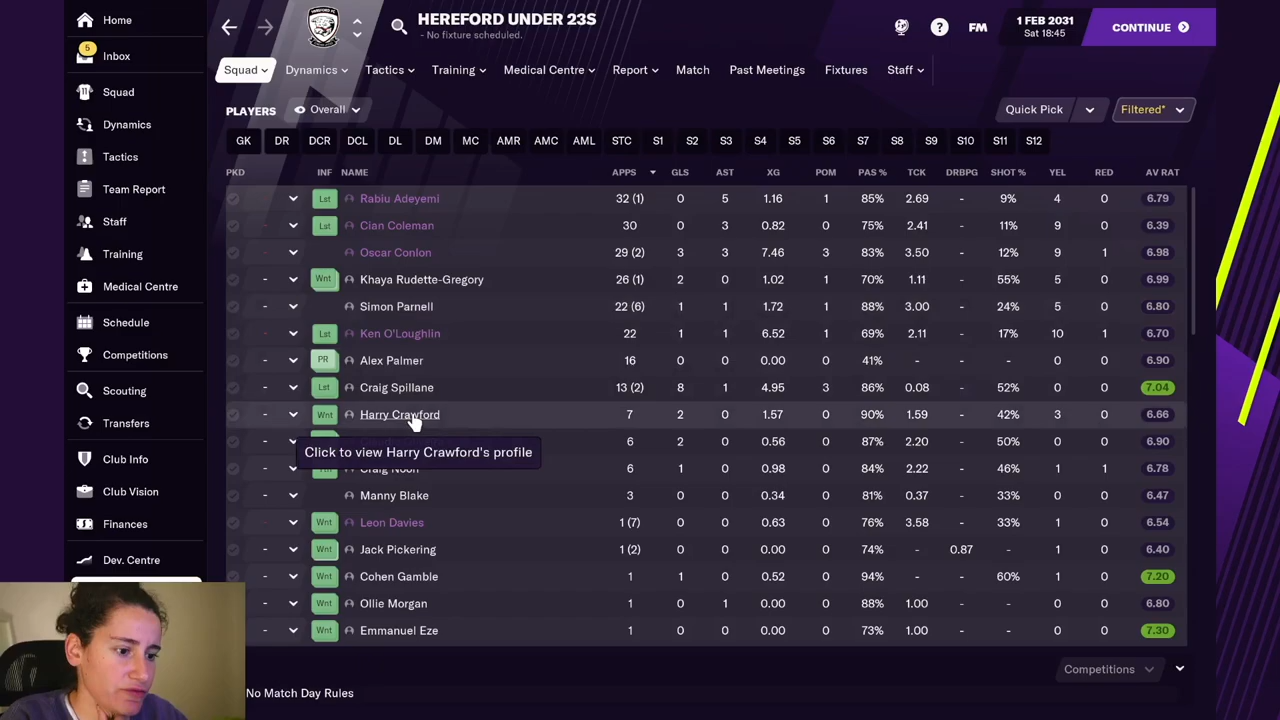 Home
5
Inbox
Squad
Dynamics
Tactics
Team Report
Staff
Training
Medical Centre
Schedule
Competitions
Scouting
Transfers
Club Info
Club Vision
Finances
Dev. Centre
HEREFORD FC
HEREFORD UNDER 23S
- No fixture scheduled.
? FM
1 FEB 2031
Sat 18:45
CONTINUE
Squad Dynamics Tactics Training Medical Centre Report Match Past Meetings Fixtures Staff
PLAYERS Overall Quick Pick Filtered*
GK DR DCR DCL DL DM MC AMR AMC AML STC S1 S2 S3 S4 S5 S6 S7 S8 S9 S10 S11 S12
PKD INF NAME APPS GLS AST XG POM PAS % TCK DRBPG SHOT % YEL RED AV RAT
- Lst Rabiu Adeyemi 32 (1) 0 5 1.16 1 85% 2.69 - 9% 4 0 6.79
- Lst Cian Coleman 30 0 3 0.82 0 75% 2.41 - 11% 9 0 6.39
- Oscar Conlon 29 (2) 3 3 7.46 3 83% 3.50 - 12% 9 1 6.98
- Wnt Khaya Rudette-Gregory 26 (1) 2 0 1.02 0 70% 1.11 - 55% 5 0 6.99
- Simon Parnell 22 (6) 1 1 1.72 1 88% 3.00 - 24% 5 0 6.80
- Lst Ken O'Loughlin 22 1 1 6.52 1 69% 2.11 - 17% 10 1 6.70
- PR Alex Palmer 16 0 0 0.00 0 41% - - - 0 0 6.90
- Lst Craig Spillane 13 (2) 8 1 4.95 3 86% 0.08 - 52% 0 0 7.04
- Wnt Harry Crawford 7 2 0 1.57 0 90% 1.59 - 42% 3 0 6.66
- 6 2 0 0.56 0 87% 2.20 - 50% 1 0 6.90
Click to view Harry Crawford's profile
- Craig Noon 6 1 0 0.98 0 84% 2.22 - 46% 1 0 6.78
- Manny Blake 3 0 0 0.34 0 81% 0.37 - 33% 0 0 6.47
- Wnt Leon Davies 1 (7) 0 0 0.63 0 76% 3.58 - 33% 1 0 6.54
- Wnt Jack Pickering 1 (2) 0 0 0.00 0 74% - 0.87 - 1 0 6.40
- Wnt Cohen Gamble 1 1 0 0.52 0 94% - - 60% 1 0 7.20
- Wnt Ollie Morgan 1 0 1 0.00 0 88% 1.00 - - 0 0 6.80
- Wnt Emmanuel Eze 1 0 0 0.00 0 73% 1.00 - - 0 0 7.30
Competitions
No Match Day Rules